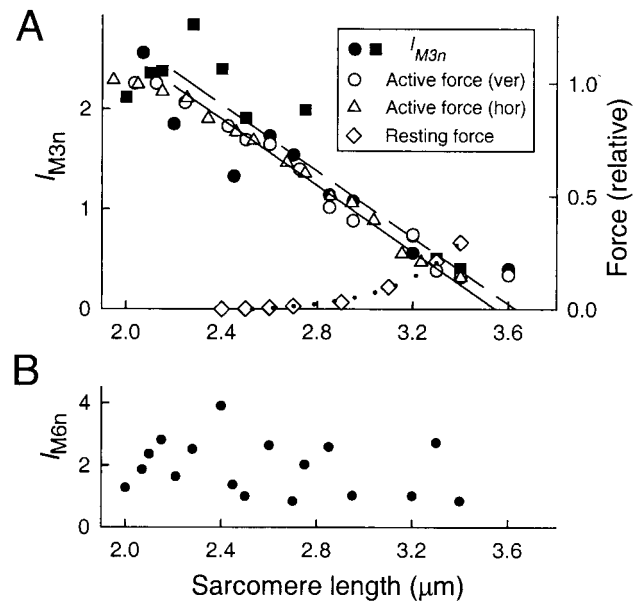 A
I_M3n
Active force (ver)
Active force (hor)
Resting force
I_M3n
2
1
0
1.0
0.5
0.0
Force (relative)
2.0 2.4 2.8 3.2 3.6
B
I_M6n
4
2
0
2.0 2.4 2.8 3.2 3.6
Sarcomere length (μm)